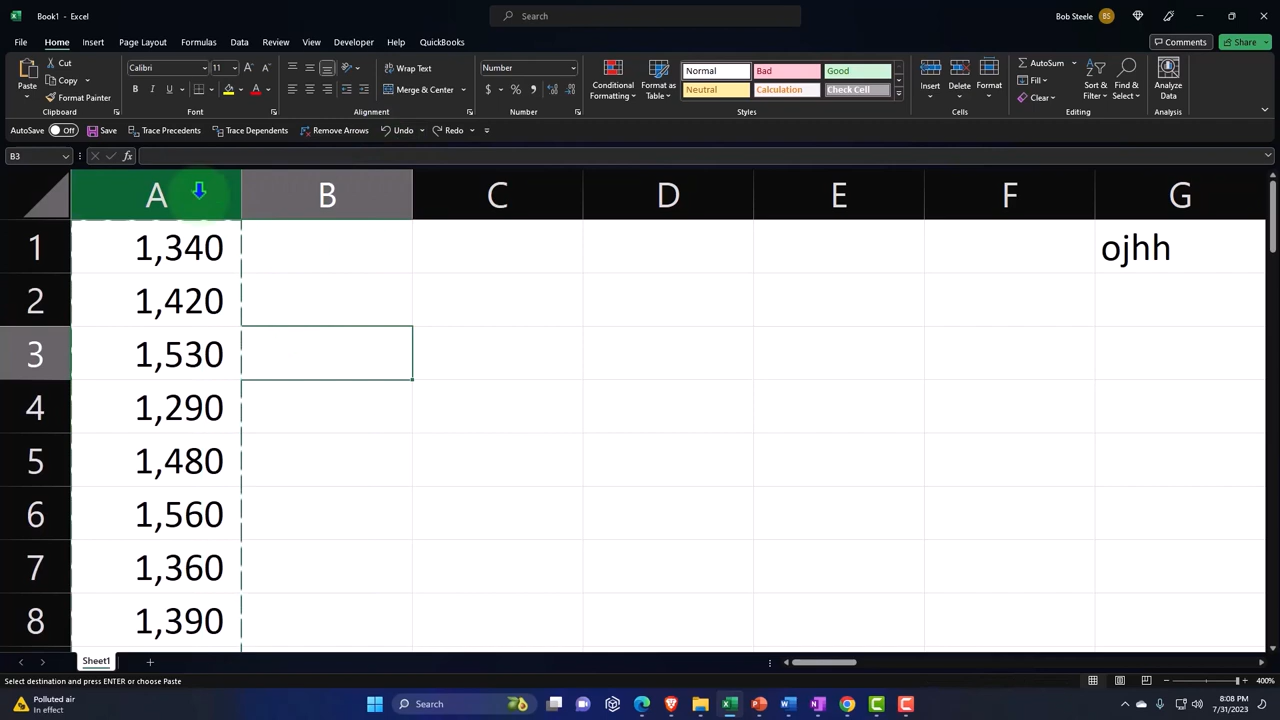 Book1 - Excel
Search
Bob Steele
BS
File Home Insert Page Layout Formulas Data Review View Developer Help QuickBooks
Comments
Share
Paste
Cut
Copy
Format Painter
Clipboard
Calibri
11
B I U
Font
Wrap Text
Merge & Center
Alignment
Number
$ % 9
Number
Conditional Formatting
Format as Table
Normal Bad Good
Neutral Calculation Check Cell
Styles
Insert Delete Format
Cells
AutoSum
Fill
Clear
Sort & Filter
Find & Select
Editing
Analyze Data
Analysis
AutoSave Off Save Trace Precedents Trace Dependents Remove Arrows Undo Redo
B3
fx
A B C D E F G
1 1,340 ojhh
2 1,420
3 1,530
4 1,290
5 1,480
6 1,560
7 1,360
8 1,390
Sheet1
Select destination and press ENTER or choose Paste
400%
Polluted air
In effect
Search
8:08 PM
7/31/2023